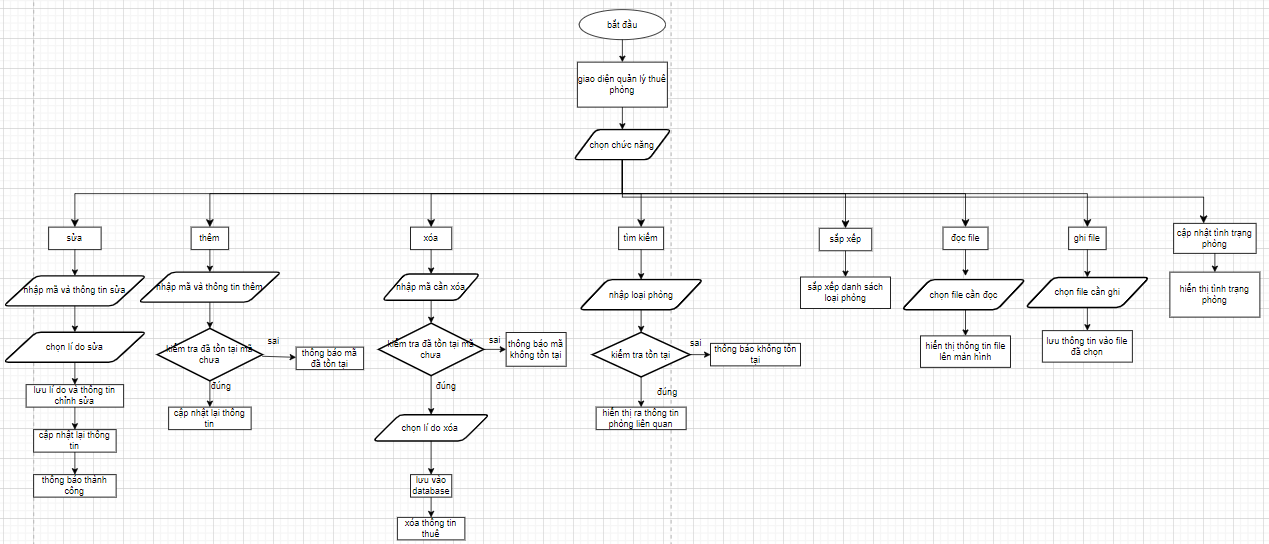 bắt đầu
giao diện quản lý thuê
phòng
chọn chức năng
sửa
thêm
xóa
tìm kiếm
sắp xếp
đọc file
ghi file
cập nhật tình trạng
phòng
nhập mã và thông tin sửa
nhập mã và thông tin thêm
nhập mã cần xóa
nhập loại phòng
sắp xếp danh sách
loại phòng
chọn file cần đọc
chọn file cần ghi
hiển thị tình trạng
phòng
chọn lí do sửa
kiểm tra đã tồn tại mã
chưa
sai
thông báo mã
đã tồn tại
kiểm tra đã tồn tại mã
chưa
sai
thông báo mã
không tồn tại
kiểm tra tồn tại
sai
thông báo không tồn
tại
hiển thị thông tin file
lên màn hình
lưu thông tin vào file
đã chọn
lưu lí do và thông tin
chỉnh sửa
đúng
cập nhật lại thông
tin
đúng
chọn lí do xóa
đúng
hiển thị ra thông tin
phòng liên quan
cập nhật lại thông
tin
thông báo thành
công
lưu vào
database
xóa thông tin
thuê